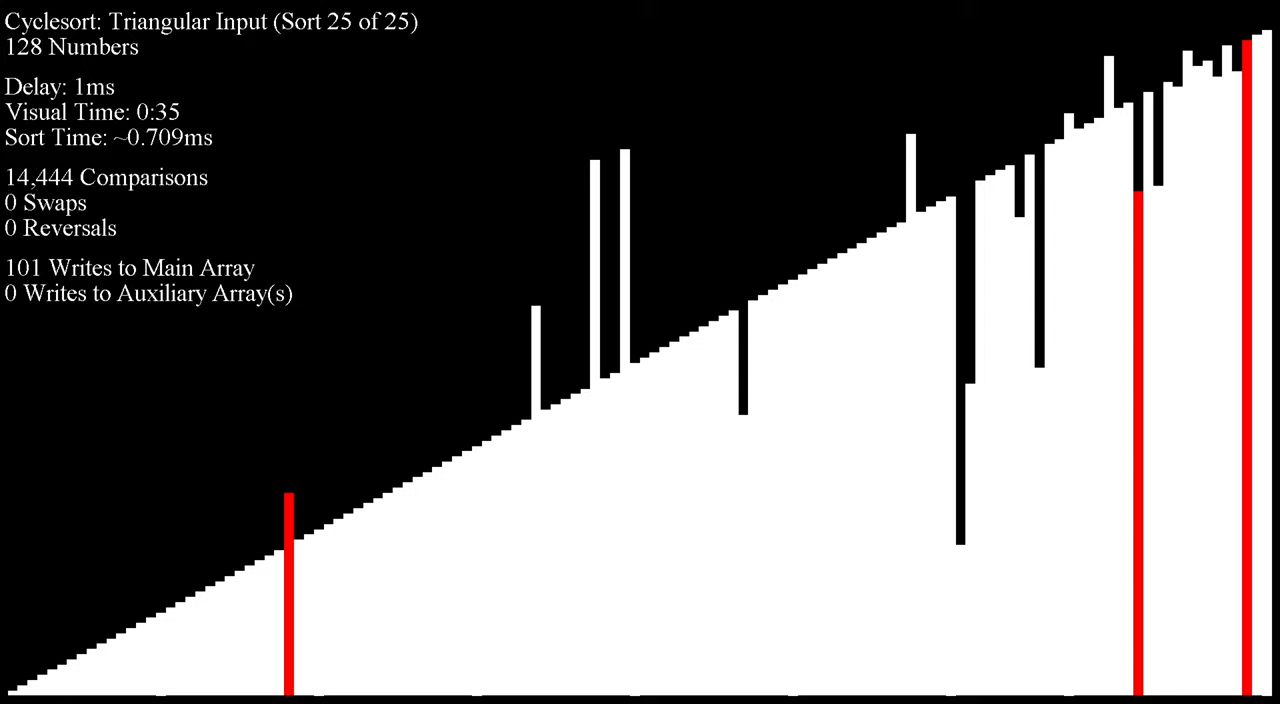 Cyclesort: Triangular Input (Sort 25 of 25)
128 Numbers
Delay: 1ms
Visual Time: 0:35
Sort Time: ~0.709ms
14,444 Comparisons
0 Swaps
0 Reversals
101 Writes to Main Array
0 Writes to Auxiliary Array(s)